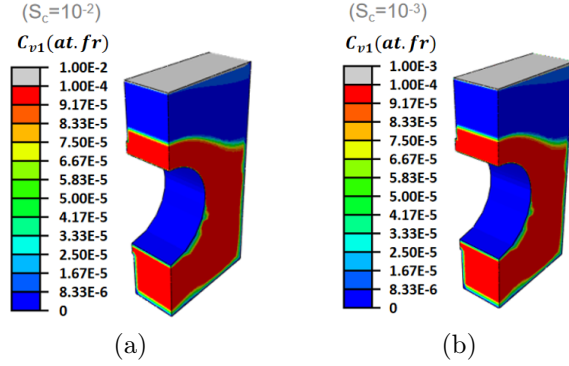 (S_c=10^-2)
C_v1(at.fr)
1.00E-2
1.00E-4
9.17E-5
8.33E-5
7.50E-5
6.67E-5
5.83E-5
5.00E-5
4.17E-5
3.33E-5
2.50E-5
1.67E-5
8.33E-6
0
(a)
(S_c=10^-3)
C_v1(at.fr)
1.00E-3
1.00E-4
9.17E-5
8.33E-5
7.50E-5
6.67E-5
5.83E-5
5.00E-5
4.17E-5
3.33E-5
2.50E-5
1.67E-5
8.33E-6
0
(b)